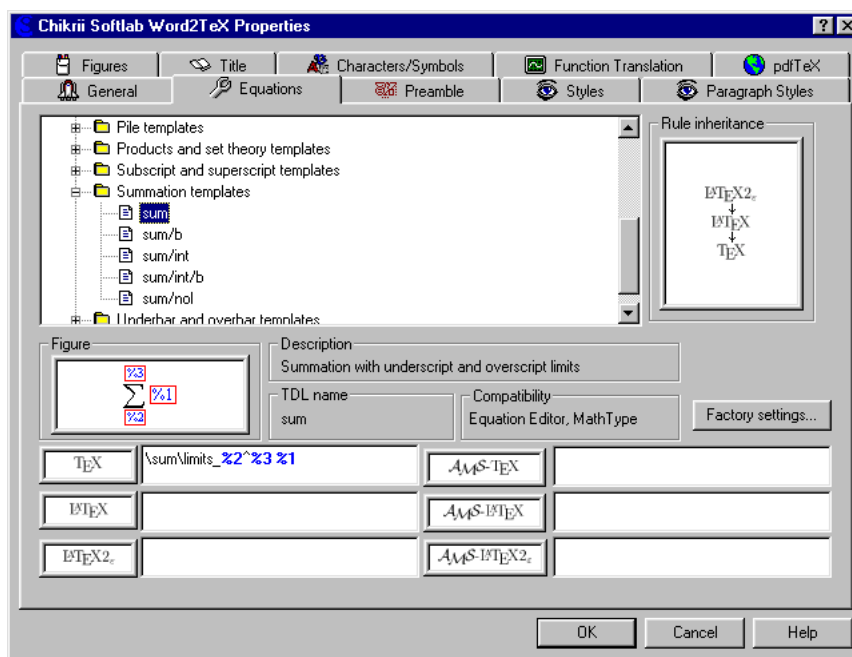 Chikrii Softlab Word2TeX Properties
Figures Title Characters/Symbols Function Translation pdfTeX
General Equations Preamble Styles Paragraph Styles
Pile templates
Products and set theory templates
Subscript and superscript templates
Summation templates
sum
sum/b
sum/int
sum/int/b
sum/nol
Underbar and overbar templates
Rule inheritance
LATEX2ε
LATEX
TEX
Figure
%3
∑ %1
%2
Description
Summation with underscript and overscript limits
TDL name
sum
Compatibility
Equation Editor, MathType
Factory settings...
TEX \sum\limits_%2^%3 %1 AMS-TEX
LATEX AMS-LATEX
LATEX2ε AMS-LATEX2ε
OK Cancel Help